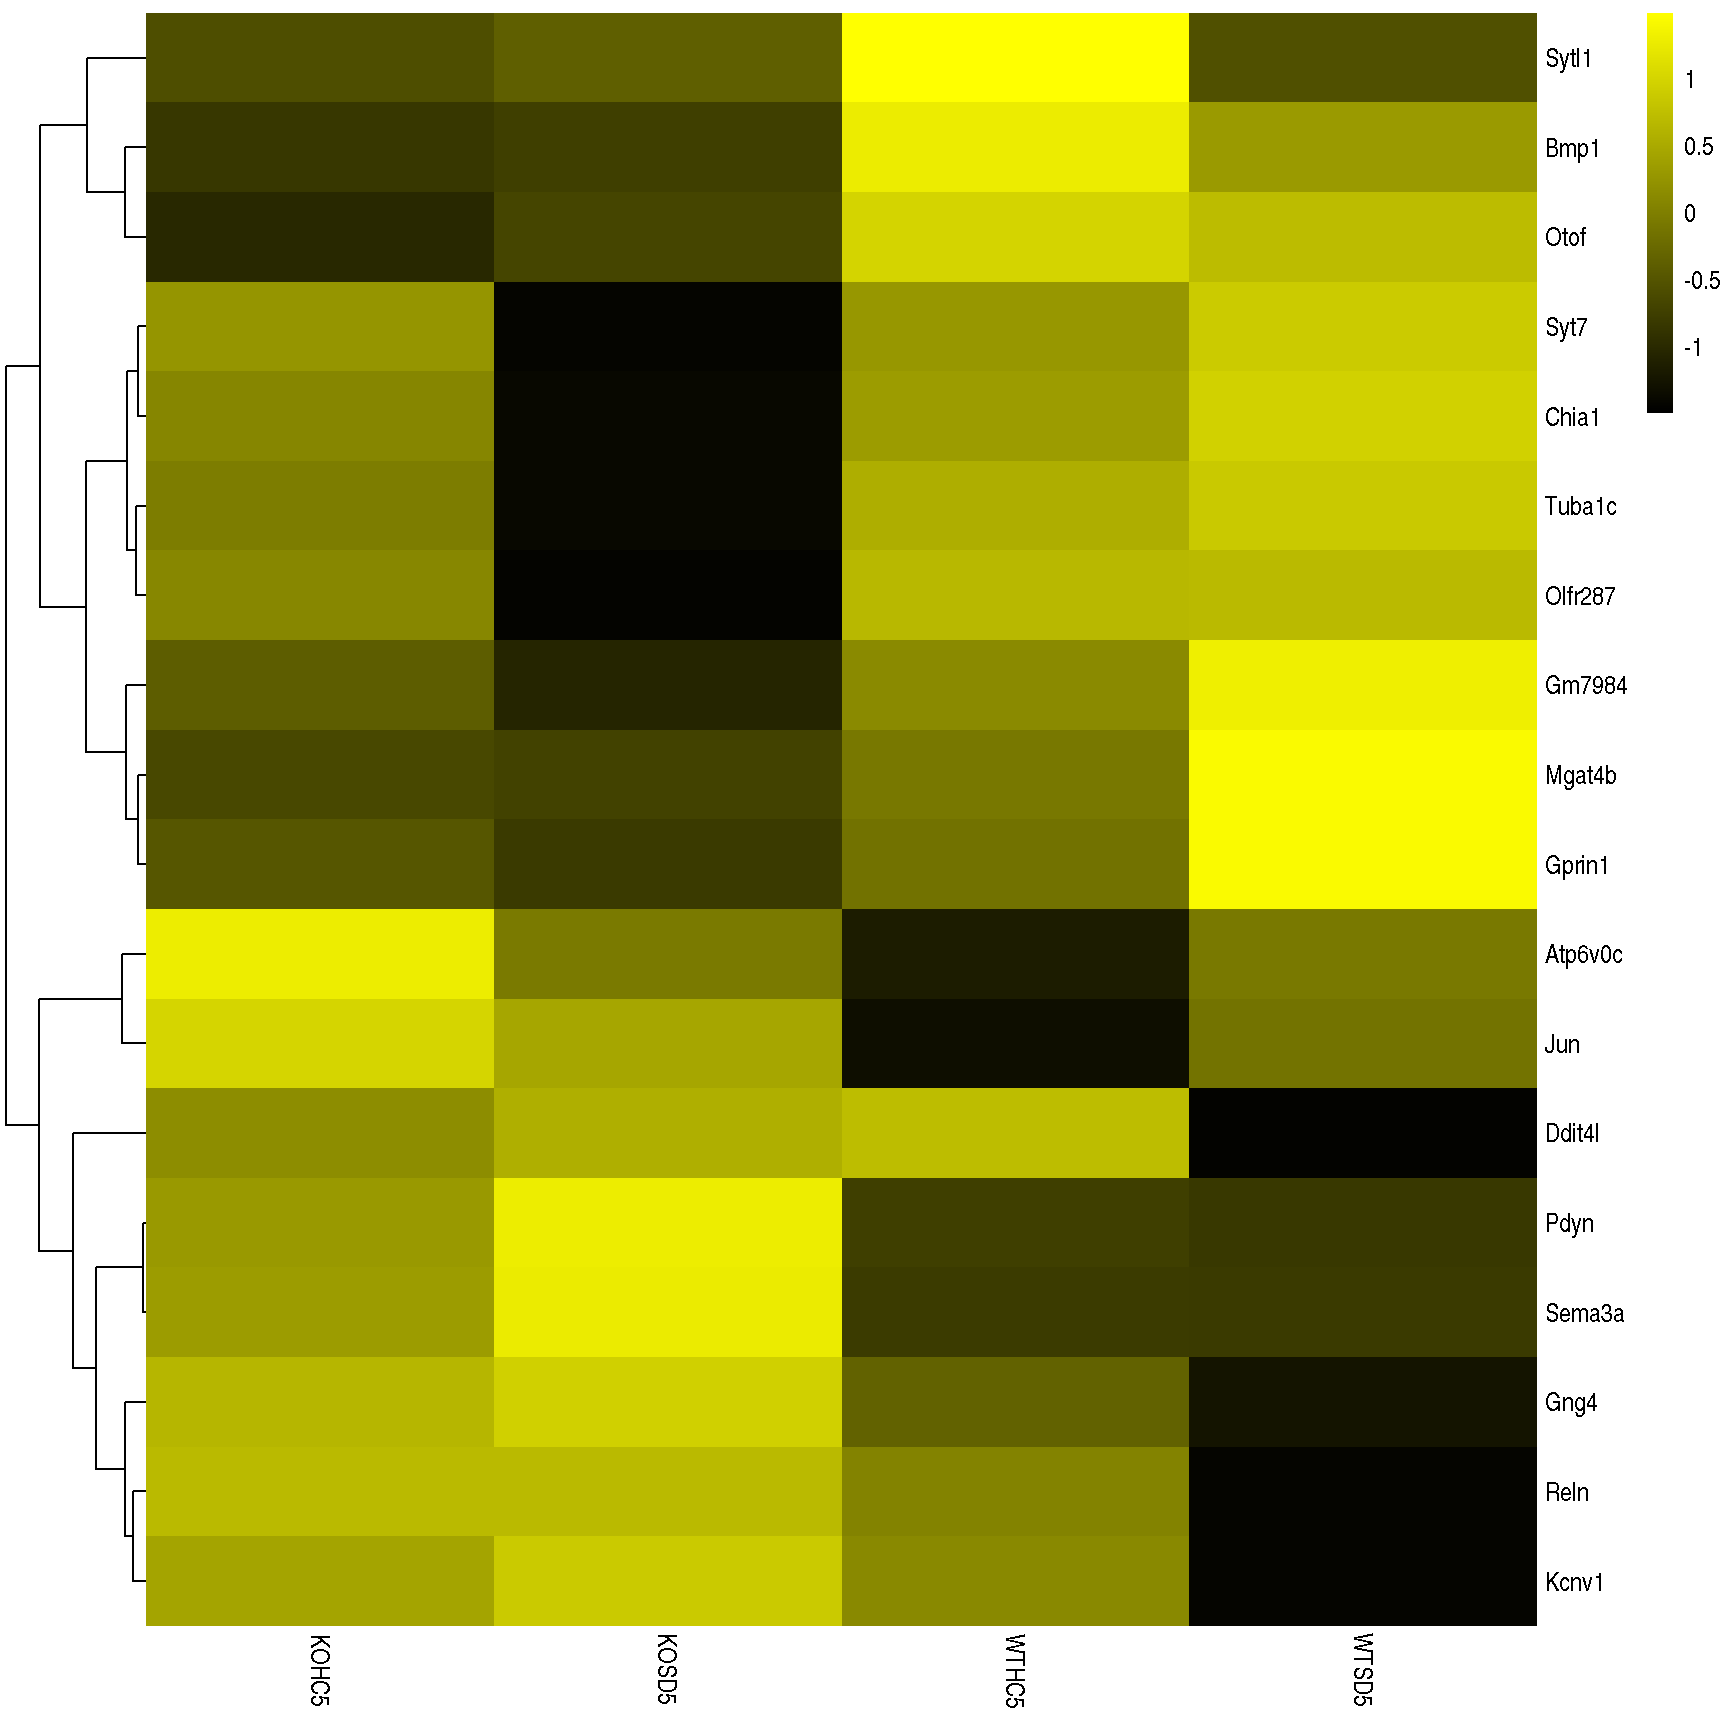 Sytl1
Bmp1
Otof
Syt7
Chia1
Tuba1c
Olfr287
Gm7984
Mgat4b
Gprin1
Atp6v0c
Jun
Ddit4l
Pdyn
Sema3a
Gng4
Reln
Kcnv1
1
0.5
0
-0.5
-1
KOHC5
KOSD5
WTHC5
WTSD5